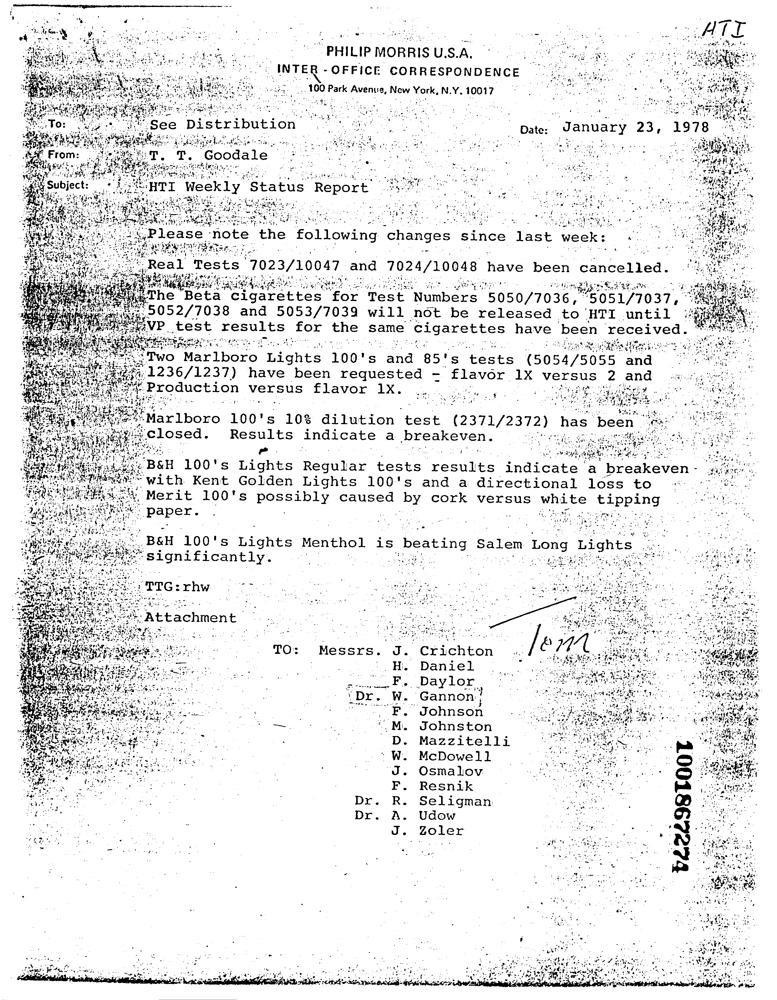 HTI
PHILIP MORRIS U.S.A.
INTER - OFFICE CORRESPONDENCE
100 Park Avenue, New York, N.Y. 10017
To: See Distribution
Date: January 23, 1978
From: T. T. Goodale
Subject: HTI Weekly Status Report
Please note the following changes since last week:
Real Tests 7023/10047 and 7024/10048 have been cancelled.
The Beta cigarettes for Test Numbers 5050/7036, 5051/7037,
5052/7038 and 5053/7039 will not be released to HTI until
VP test results for the same cigarettes have been received.
Two Marlboro Lights 100's and 85's tests (5054/5055 and
1236/1237) have been requested - flavor 1X versus 2 and
Production versus flavor 1X.
Marlboro 100's 10% dilution test (2371/2372) has been
closed. Results indicate a breakeven.
B&H 100's Lights Regular tests results indicate a breakeven
with Kent Golden Lights 100's and a directional loss to
Merit 100's possibly caused by cork versus white tipping
paper.
B&H 100's Lights Menthol is beating Salem Long Lights
significantly.
TTG:rhw
Attachment
TO: Messrs. J. Crichton
H. Daniel
F. Daylor
Dr. W. Gannon
F. Johnson
M. Johnston
D. Mazzitelli
W. McDowell
J. Osmalov
F. Resnik
Dr. R. Seligman
Dr. A. Udow
J. Zoler
1001867274